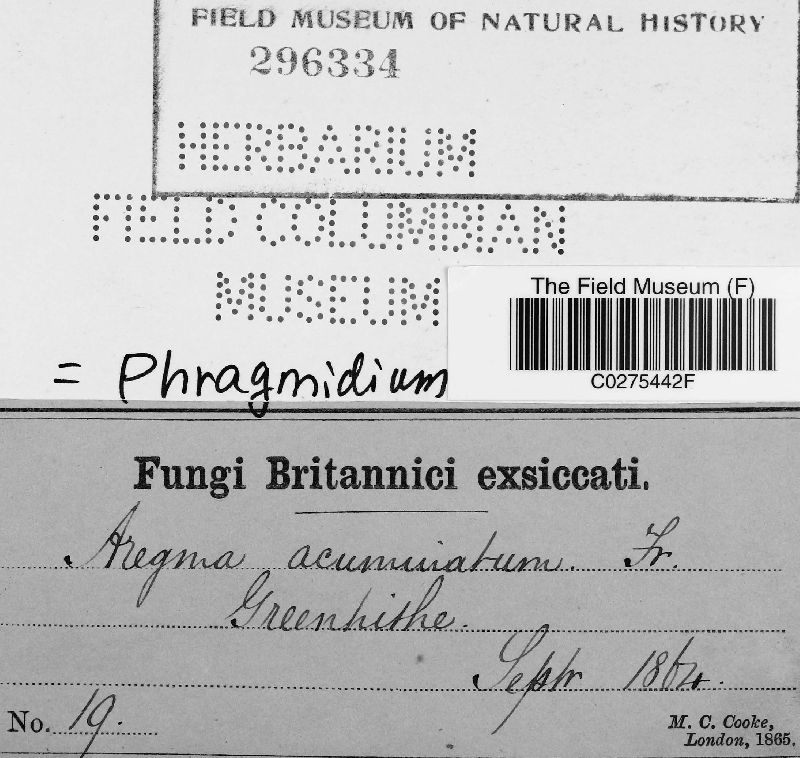 FIELD MUSEUM OF NATURAL HISTORY
296334
HERBARIUM
FIELD COLUMBIAN
MUSEUM
The Field Museum (F)
C0275442F
= Phragmidium
Fungi Britannici exsiccati.
Aregma acuminatum. Fr.
Greenhithe.
Septr 1864.
No. 19.
M. C. Cooke,
London, 1865.